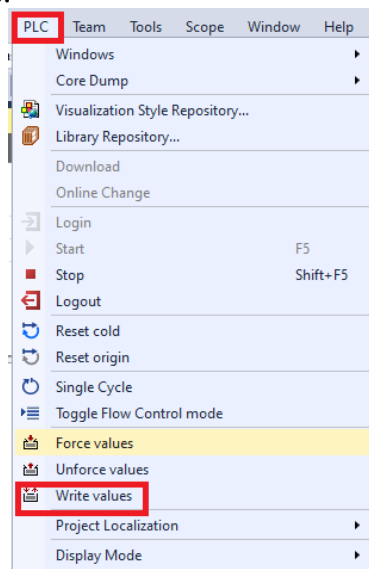 PLC Team Tools Scope Window Help
Windows
Core Dump
Visualization Style Repository...
Library Repository...
Download
Online Change
Login
Start F5
Stop Shift+F5
Logout
Reset cold
Reset origin
Single Cycle
Toggle Flow Control mode
Force values
Unforce values
Write values
Project Localization
Display Mode